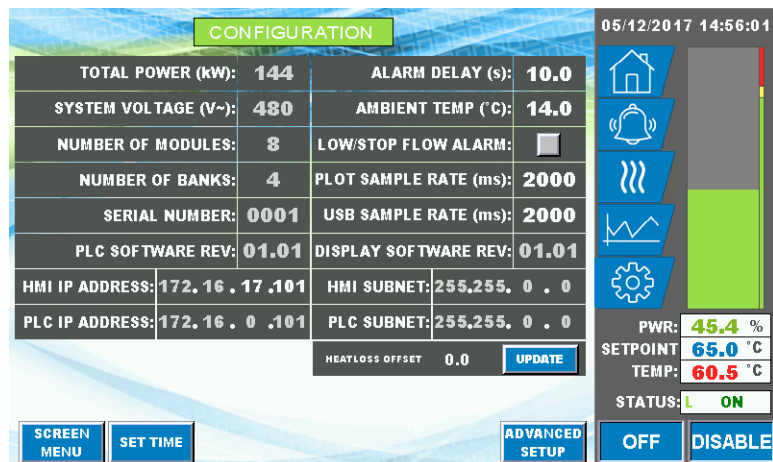 CONFIGURATION
05/12/2017 14:56:01
TOTAL POWER (kW): 144 ALARM DELAY (s): 10.0
SYSTEM VOLTAGE (V~): 480 AMBIENT TEMP (°C): 14.0
NUMBER OF MODULES: 8 LOW/STOP FLOW ALARM:
NUMBER OF BANKS: 4 PLOT SAMPLE RATE (ms): 2000
SERIAL NUMBER: 0001 USB SAMPLE RATE (ms): 2000
PLC SOFTWARE REV: 01.01 DISPLAY SOFTWARE REV: 01.01
HMI IP ADDRESS: 172.16.17.101 HMI SUBNET: 255.255.0.0
PLC IP ADDRESS: 172.16.0.101 PLC SUBNET: 255.255.0.0
HEATLOSS OFFSET 0.0 UPDATE
PWR: 45.4 %
SETPOINT 65.0 °C
TEMP: 60.5 °C
STATUS: L ON
SCREEN MENU
SET TIME
ADVANCED SETUP
OFF
DISABLE